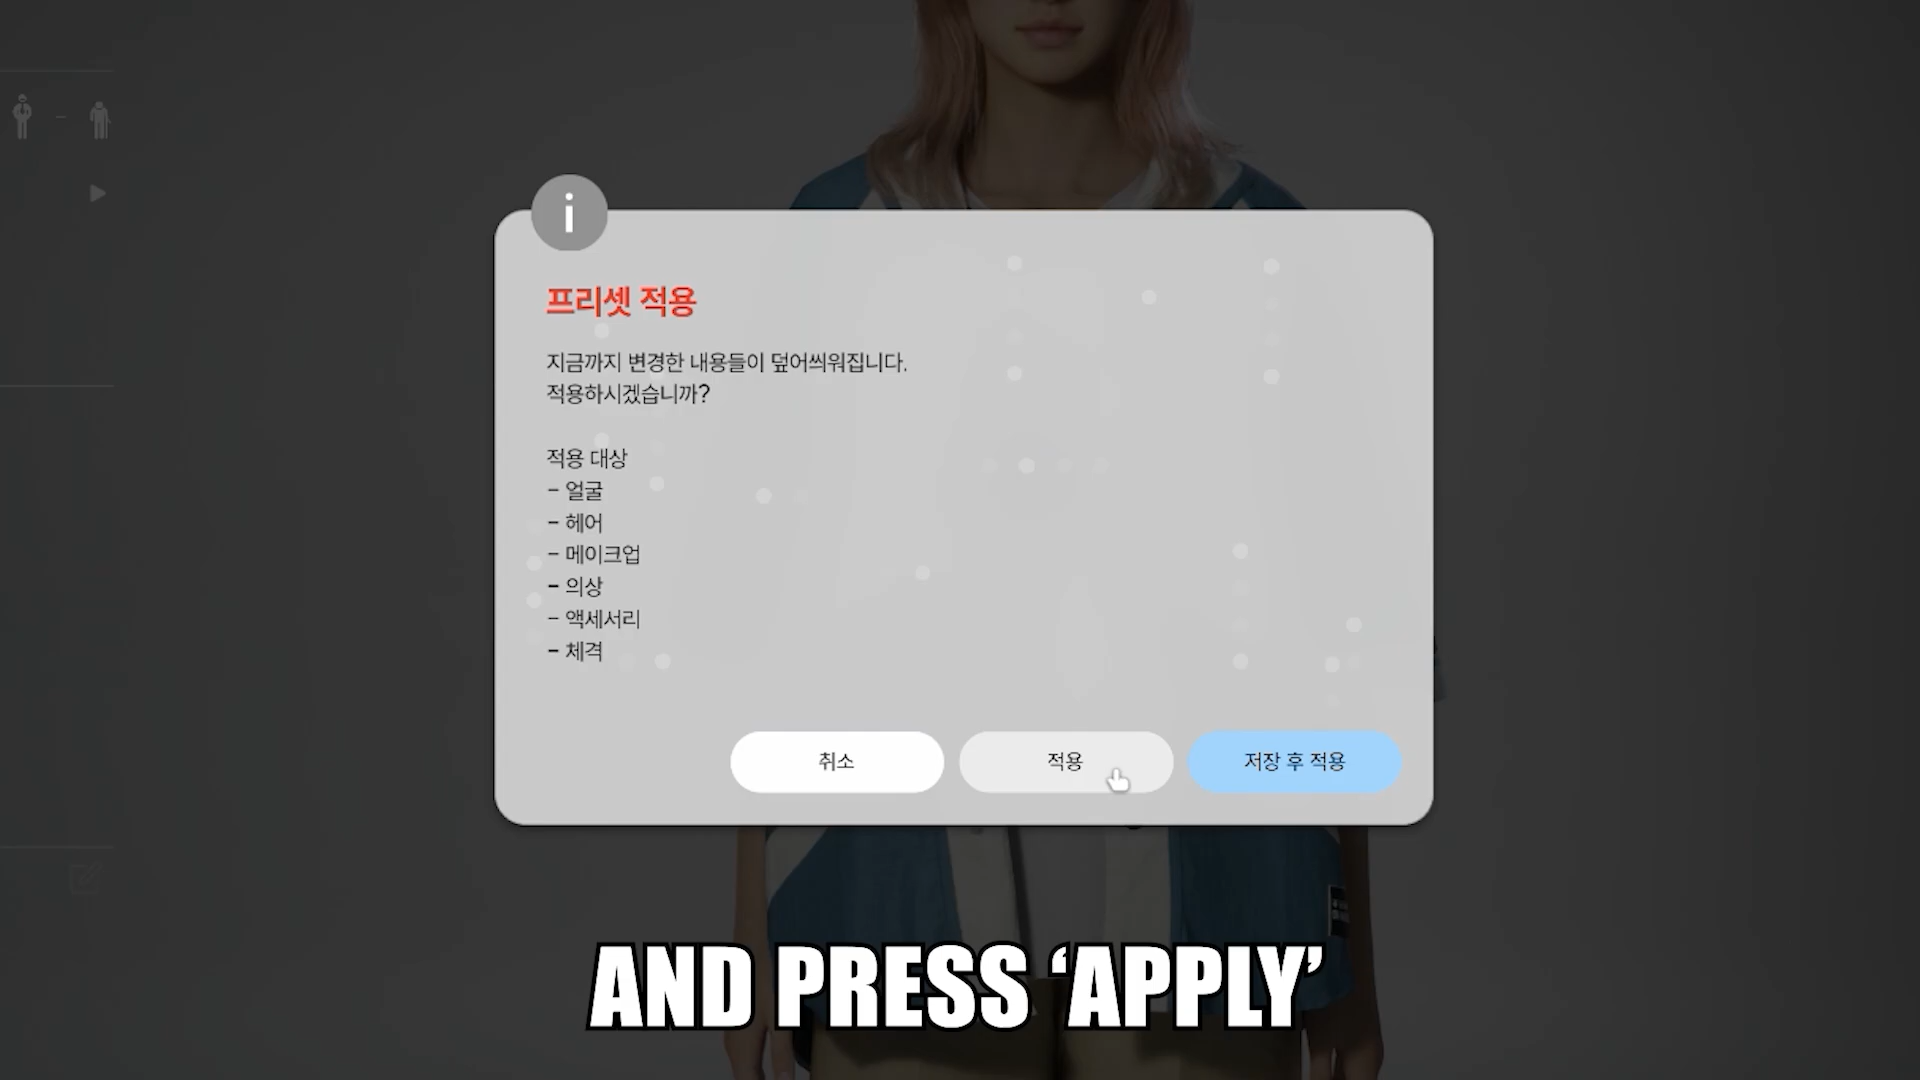 i
프리셋 적용
지금까지 변경한 내용들이 덮어씌워집니다.
적용하시겠습니까?
적용 대상
- 얼굴
- 헤어
- 메이크업
- 의상
- 액세서리
- 체격
취소
적용
저장 후 적용
AND PRESS ‘APPLY’